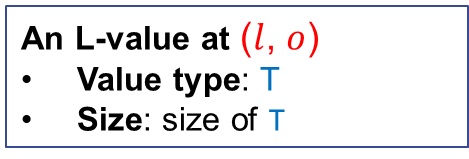 An L-value at (l, o)
• Value type: T
• Size: size of T